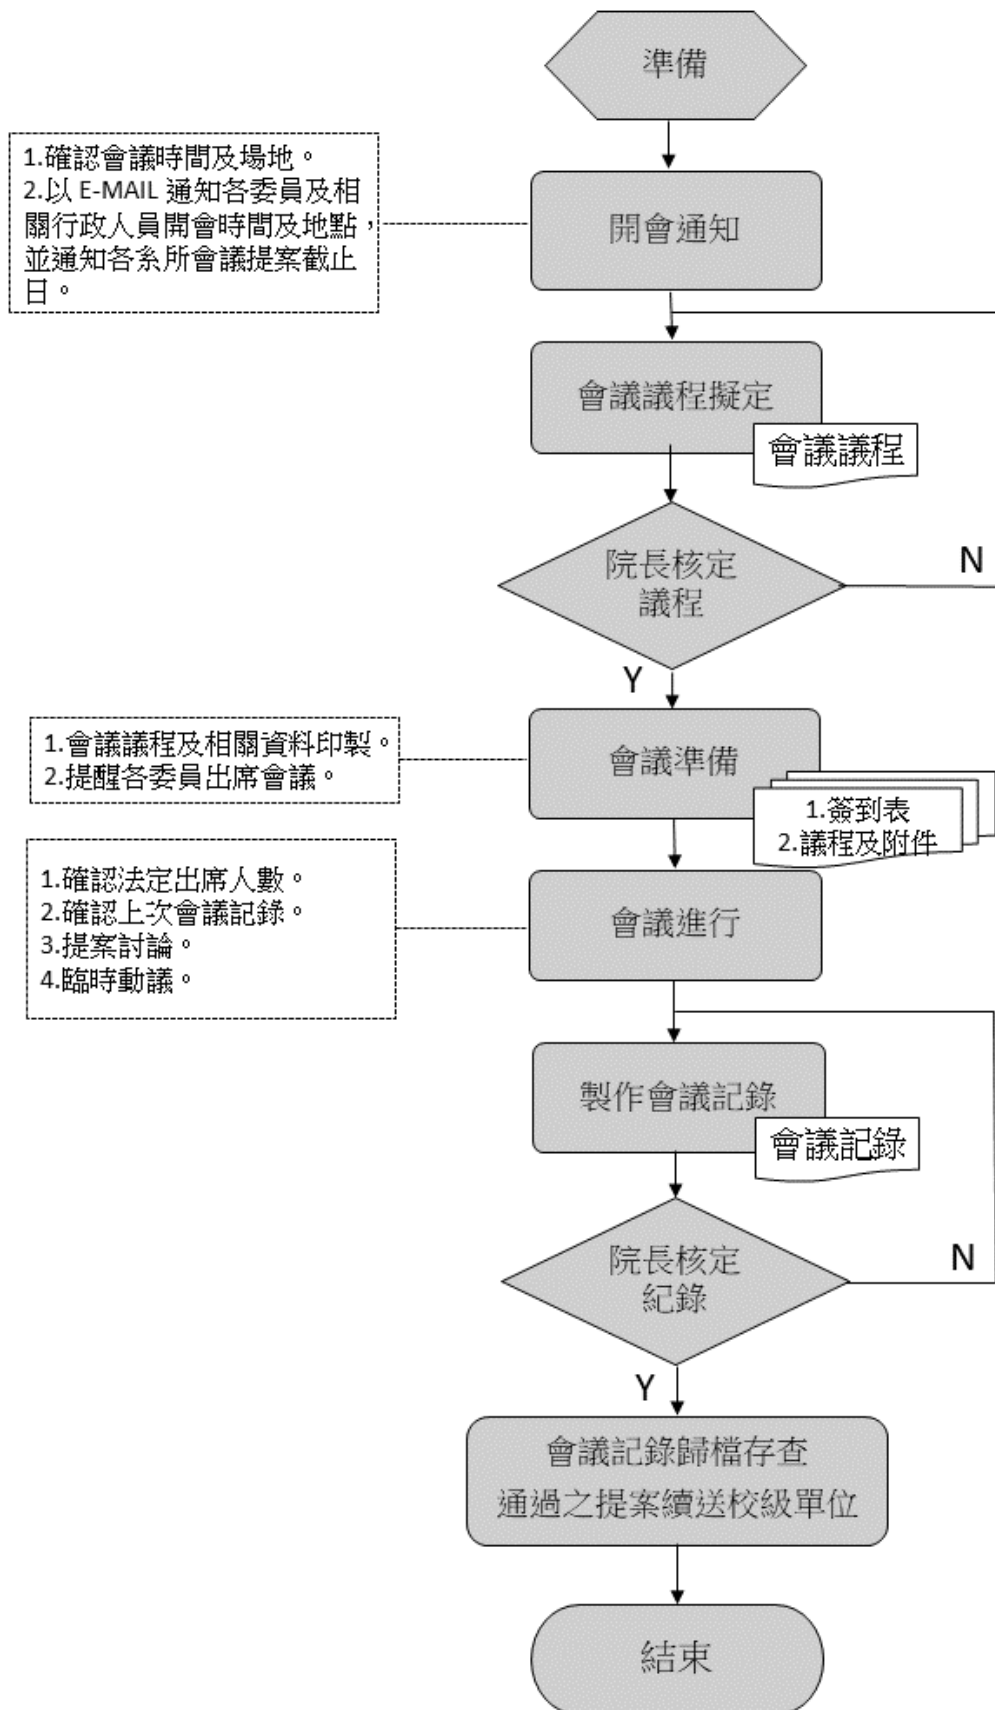 準備
1.確認會議時間及場地。
2.以 E-MAIL 通知各委員及相
關行政人員開會時間及地點，
並通知各系所會議提案截止
日。
開會通知
會議議程擬定
會議議程
院長核定
議程
N
Y
1.會議議程及相關資料印製。
2.提醒各委員出席會議。
會議準備
1.簽到表
2.議程及附件
1.確認法定出席人數。
2.確認上次會議記錄。
3.提案討論。
4.臨時動議。
會議進行
製作會議記錄
會議記錄
院長核定
紀錄
N
Y
會議記錄歸檔存查
通過之提案續送校級單位
結束